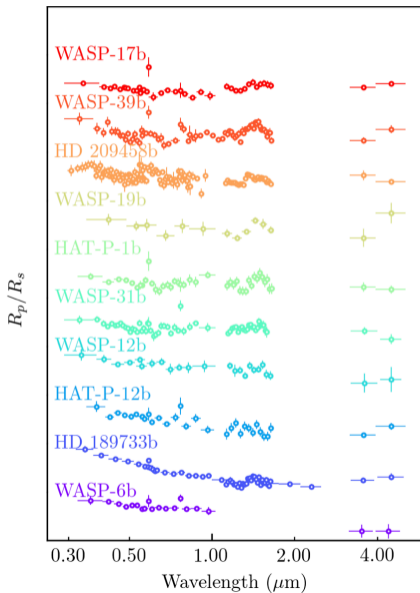 WASP-17b
WASP-39b
HD 209458b
WASP-19b
HAT-P-1b
WASP-31b
WASP-12b
HAT-P-12b
HD 189733b
WASP-6b
R_p/R_s
0.30 0.50 1.00 2.00 4.00
Wavelength (μm)